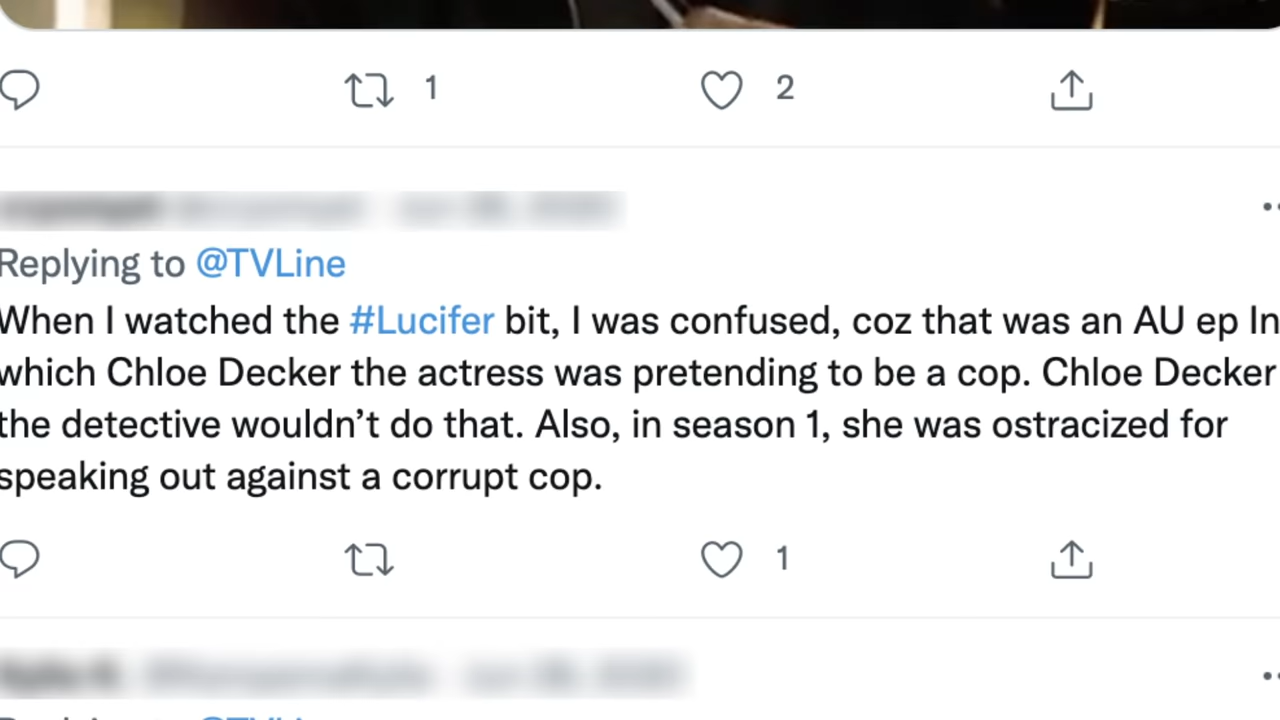 1 2
Replying to @TVLine
When I watched the #Lucifer bit, I was confused, coz that was an AU ep In
which Chloe Decker the actress was pretending to be a cop. Chloe Decker
the detective wouldn’t do that. Also, in season 1, she was ostracized for
speaking out against a corrupt cop.
1